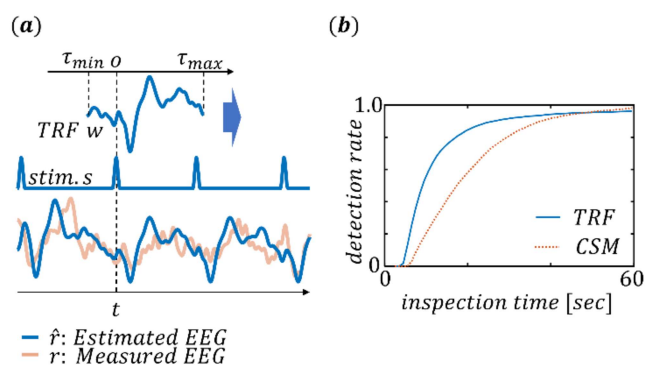 (a)
τmin 0 τmax
TRF w
stim.s
t
r̂: Estimated EEG
r: Measured EEG
(b)
1.0
detection rate
TRF
CSM
0
0 60
inspection time [sec]